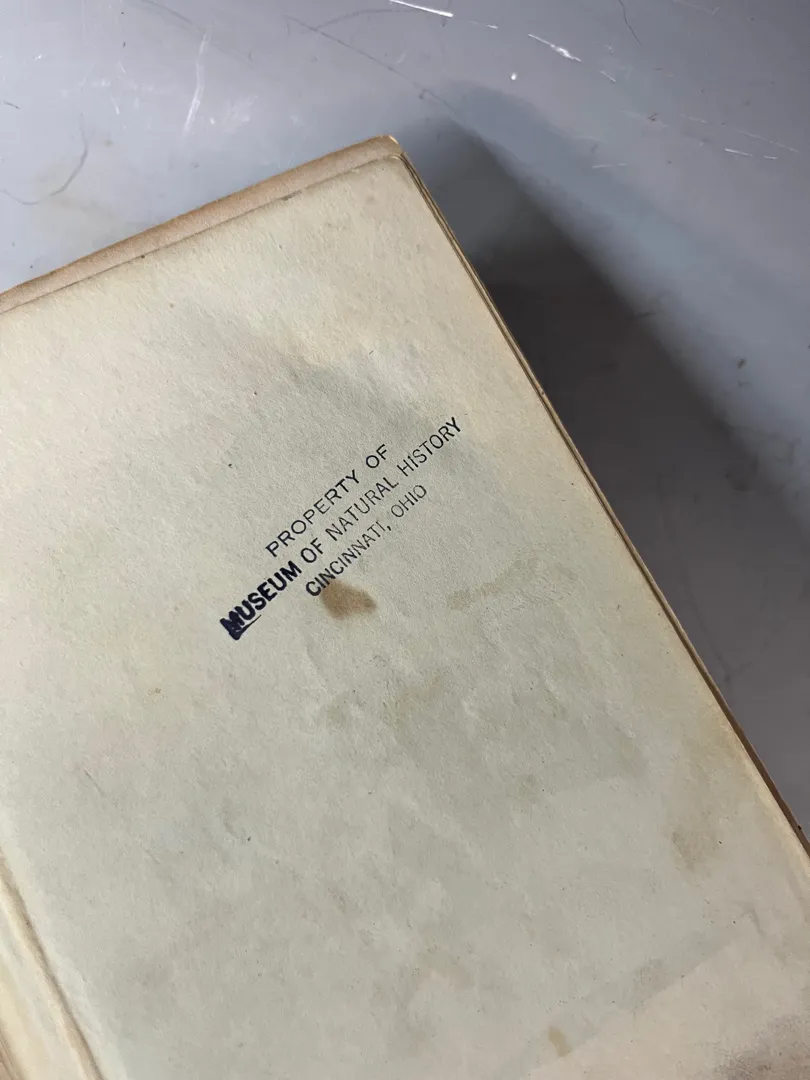 PROPERTY OF
MUSEUM OF NATURAL HISTORY
CINCINNATI, OHIO